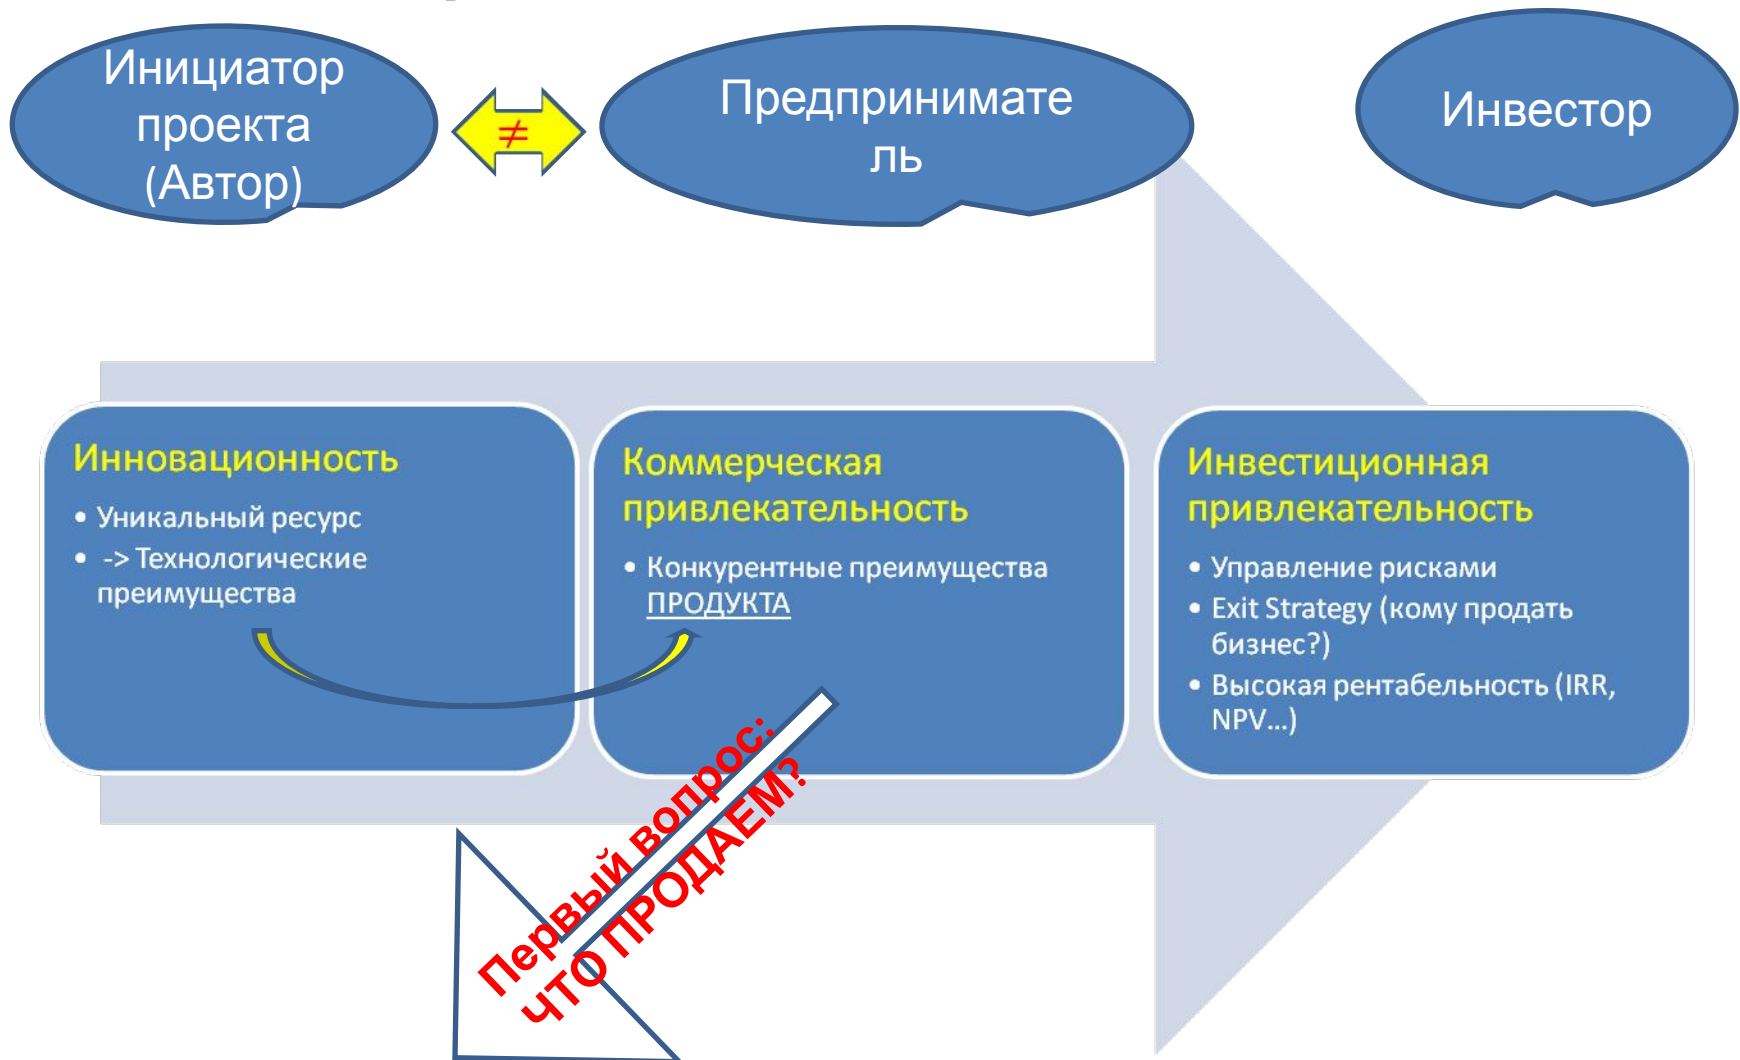 Инициатор
проекта
(Автор)
≠
Предпринимате
ль
Инвестор
Инновационность
• Уникальный ресурс
• -> Технологические
преимущества
Коммерческая
привлекательность
• Конкурентные преимущества
ПРОДУКТА
Инвестиционная
привлекательность
• Управление рисками
• Exit Strategy (кому продать
бизнес?)
• Высокая рентабельность (IRR,
NPV...)
Первый вопрос:
ЧТО ПРОДАЕМ?